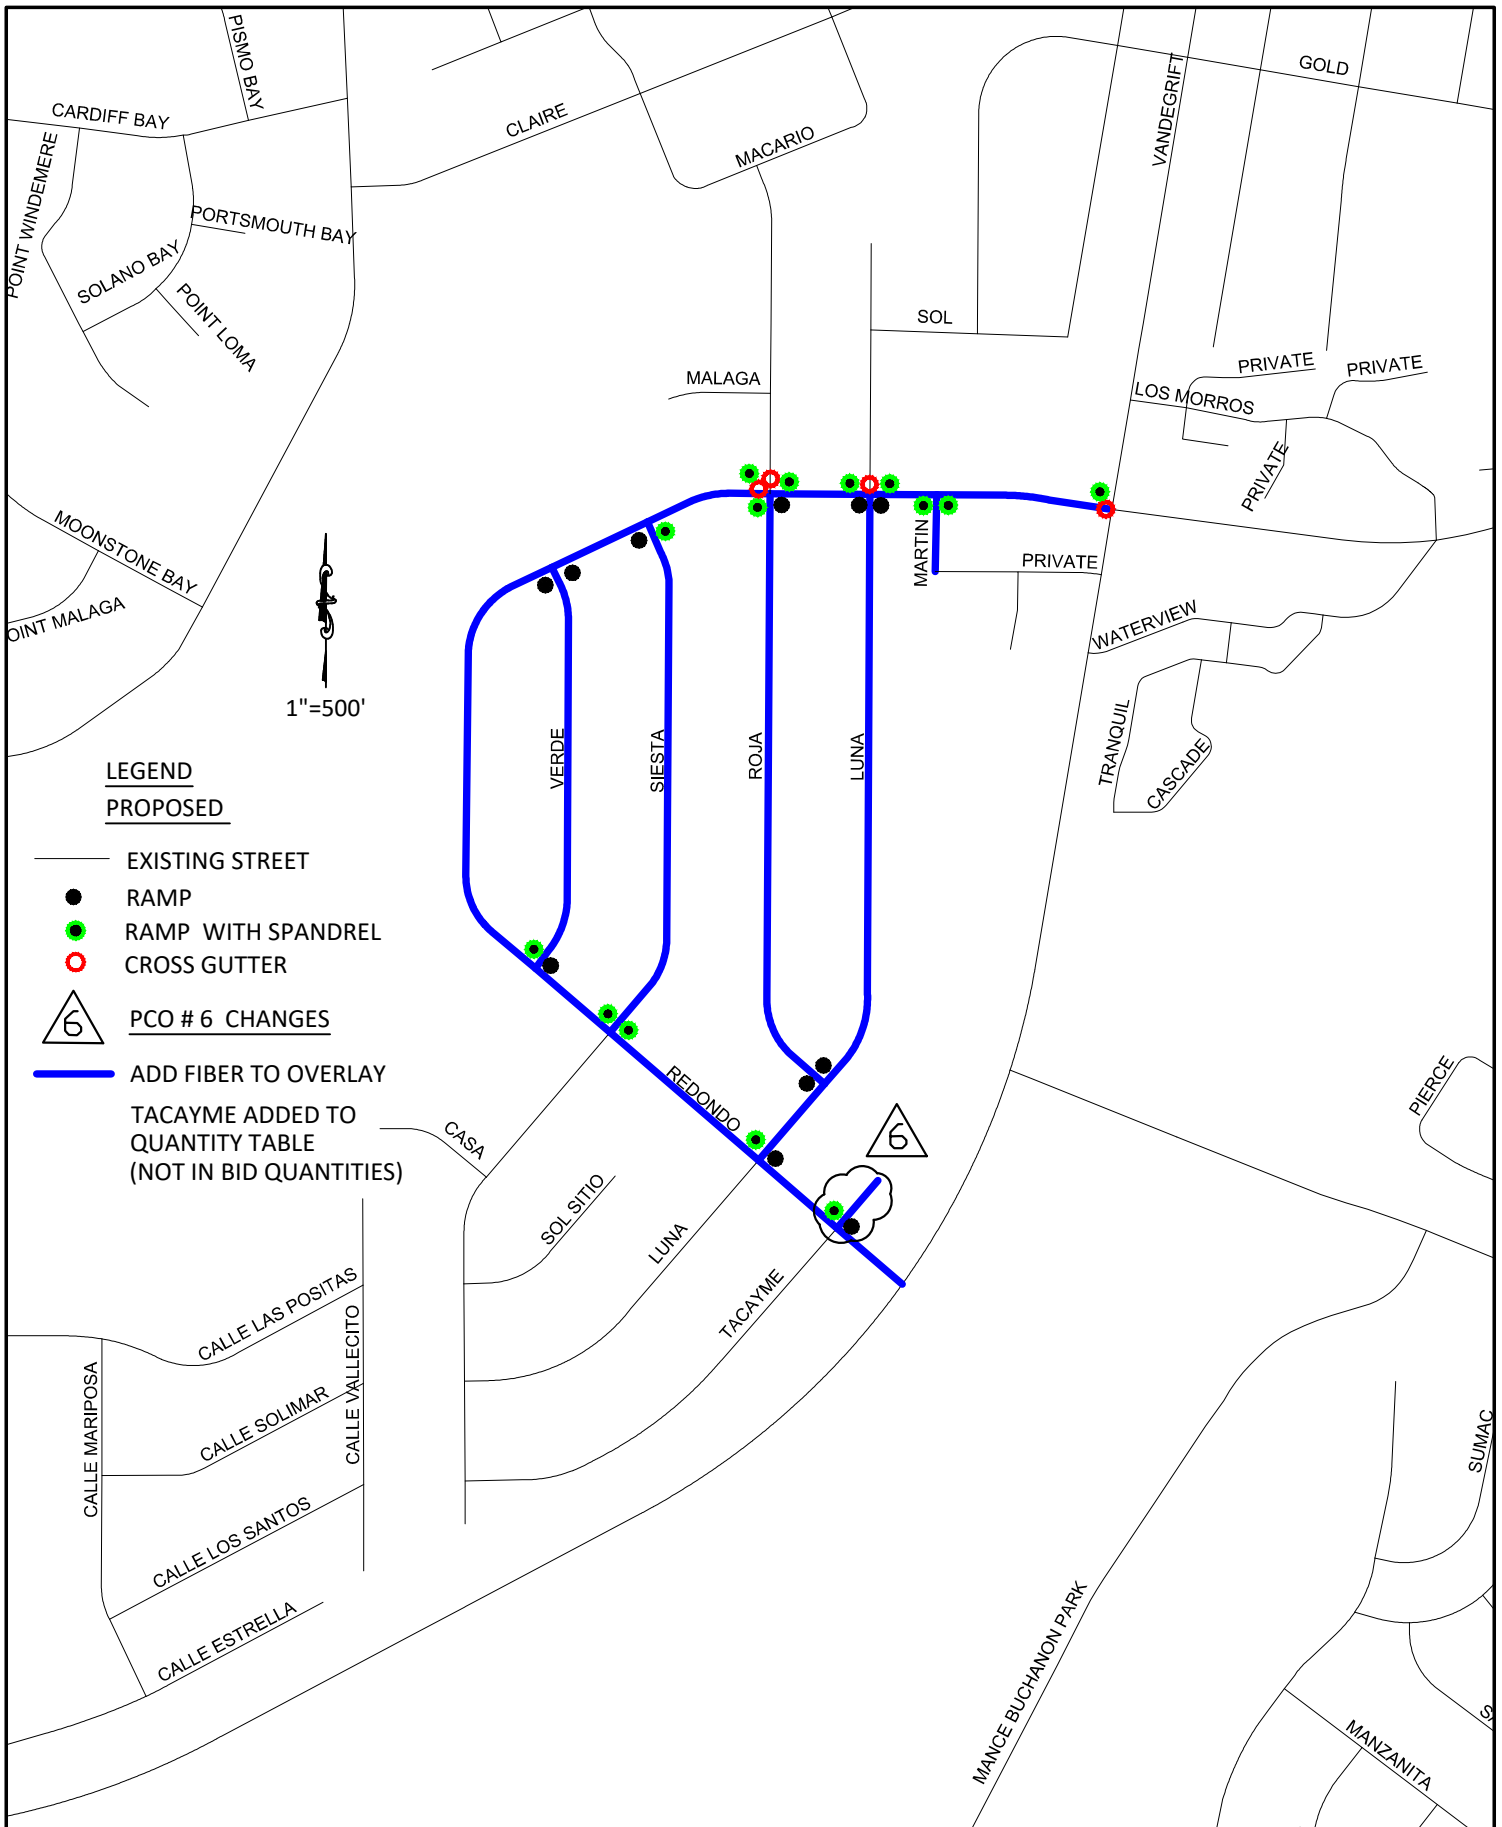 PISMO BAY
CARDIFF BAY
GOLD
VANDEGRIFT
CLAIRE
MACARIO
POINT WINDEMERE
PORTSMOUTH BAY
SOLANO BAY
POINT LOMA
SOL
MALAGA
PRIVATE
PRIVATE
LOS MORROS
PRIVATE
MOONSTONE BAY
OINT MALAGA
MARTIN
PRIVATE
WATERVIEW
1"=500'
TRANQUIL
CASCADE
VERDE
SIESTA
ROJA
LUNA
LEGEND
PROPOSED
EXISTING STREET
RAMP
RAMP WITH SPANDREL
CROSS GUTTER
6 PCO # 6 CHANGES
ADD FIBER TO OVERLAY
TACAYME ADDED TO
QUANTITY TABLE
(NOT IN BID QUANTITIES)
REDONDO
CASA
6
PIERCE
SOL SITIO
LUNA
TACAYME
CALLE LAS POSITAS
CALLE VALLECITO
CALLE MARIPOSA
CALLE SOLIMAR
CALLE LOS SANTOS
CALLE ESTRELLA
SUMAC
MANCE BUCHANON PARK
MANZANITA